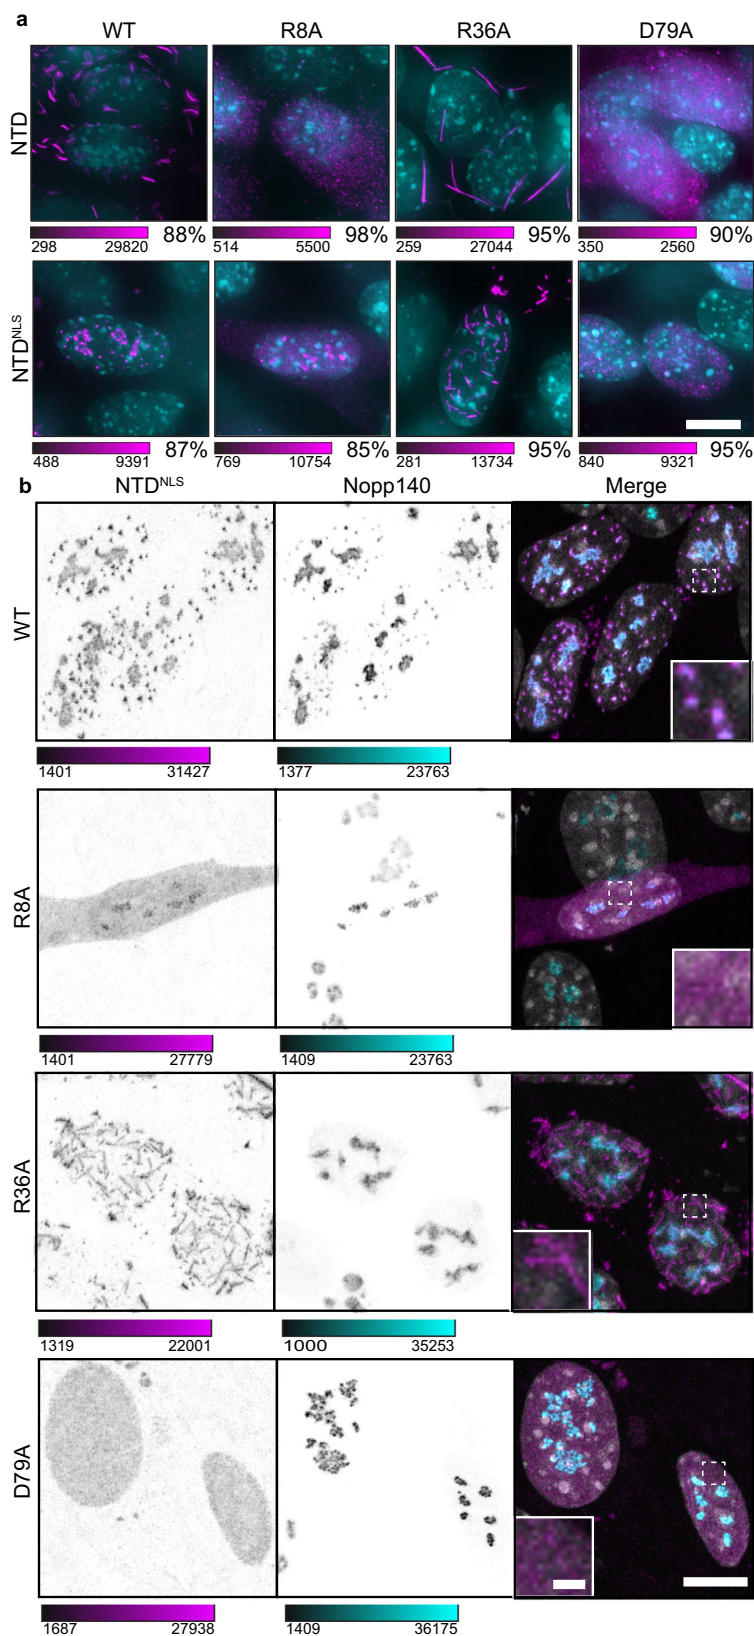 a
WT R8A R36A D79A
NTD
298 29820 88% 514 5500 98% 259 27044 95% 350 2560 90%
NTD^NLS
488 9391 87% 769 10754 85% 281 13734 95% 840 9321 95%
b
NTD^NLS Nopp140 Merge
WT
1401 31427 1377 23763
R8A
1401 27779 1409 23763
R36A
1319 22001 1000 35253
D79A
1687 27938 1409 36175